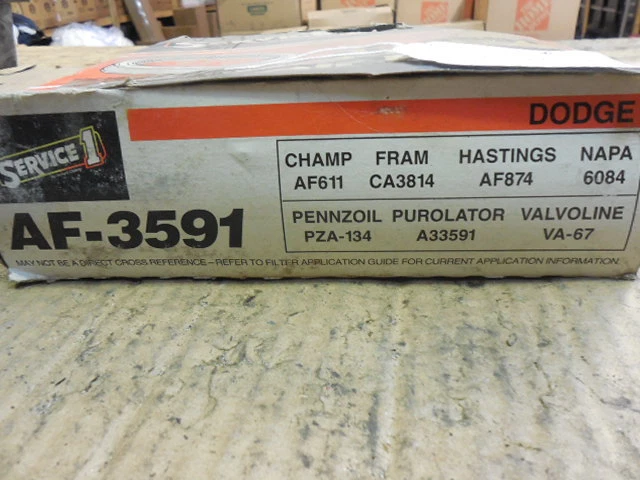 DODGE
SERVICE 1
CHAMP FRAM HASTINGS NAPA
AF611 CA3814 AF874 6084
AF-3591
PENNZOIL PUROLATOR VALVOLINE
PZA-134 A33591 VA-67
MAY NOT BE A DIRECT CROSS REFERENCE - REFER TO FILTER APPLICATION GUIDE FOR CURRENT APPLICATION INFORMATION.